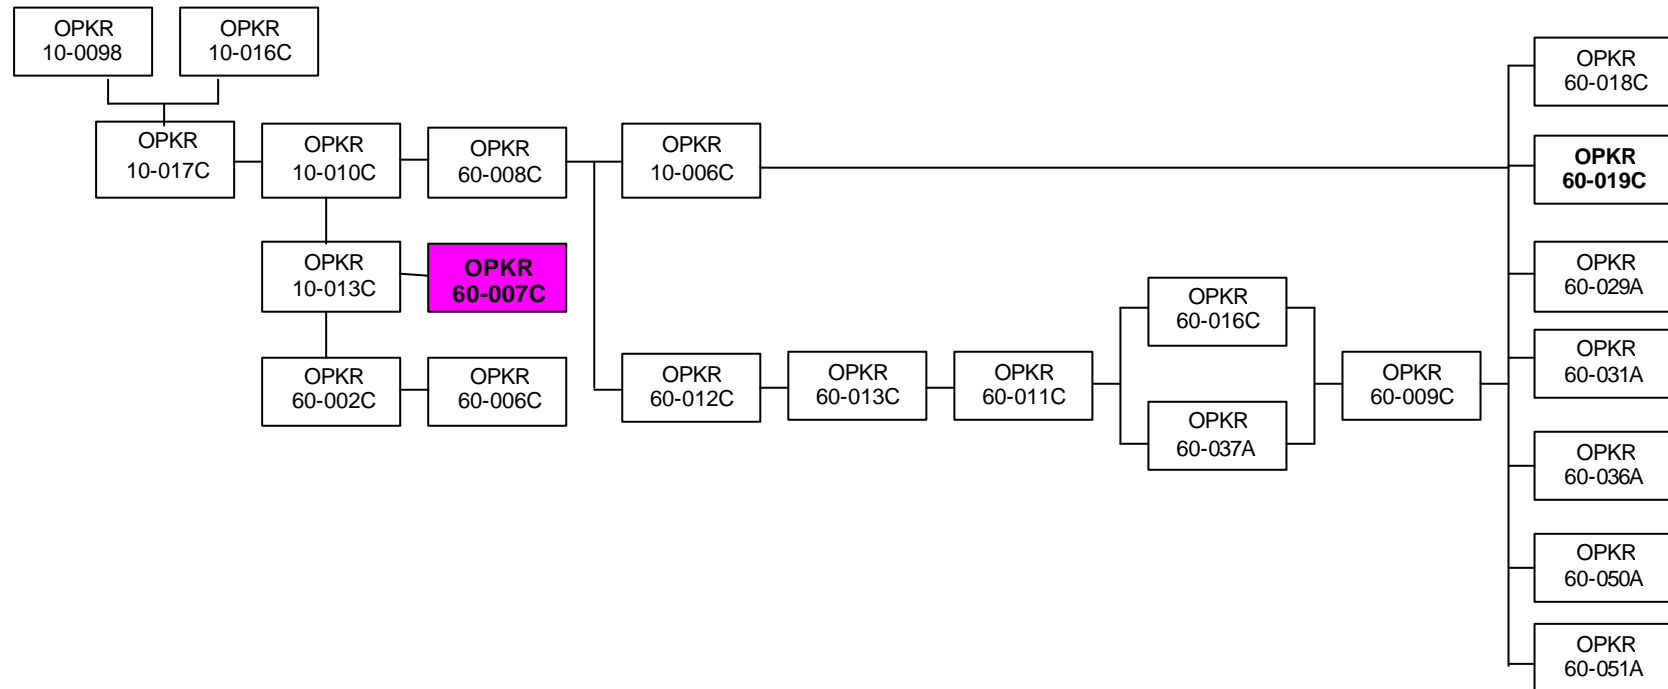 OPKR
10-0098
OPKR
10-016C
OPKR
10-017C
OPKR
10-010C
OPKR
60-008C
OPKR
10-006C
OPKR
60-018C
OPKR
60-019C
OPKR
10-013C
OPKR
60-007C
OPKR
60-029A
OPKR
60-016C
OPKR
60-031A
OPKR
60-002C
OPKR
60-006C
OPKR
60-012C
OPKR
60-013C
OPKR
60-011C
OPKR
60-009C
OPKR
60-037A
OPKR
60-036A
OPKR
60-050A
OPKR
60-051A